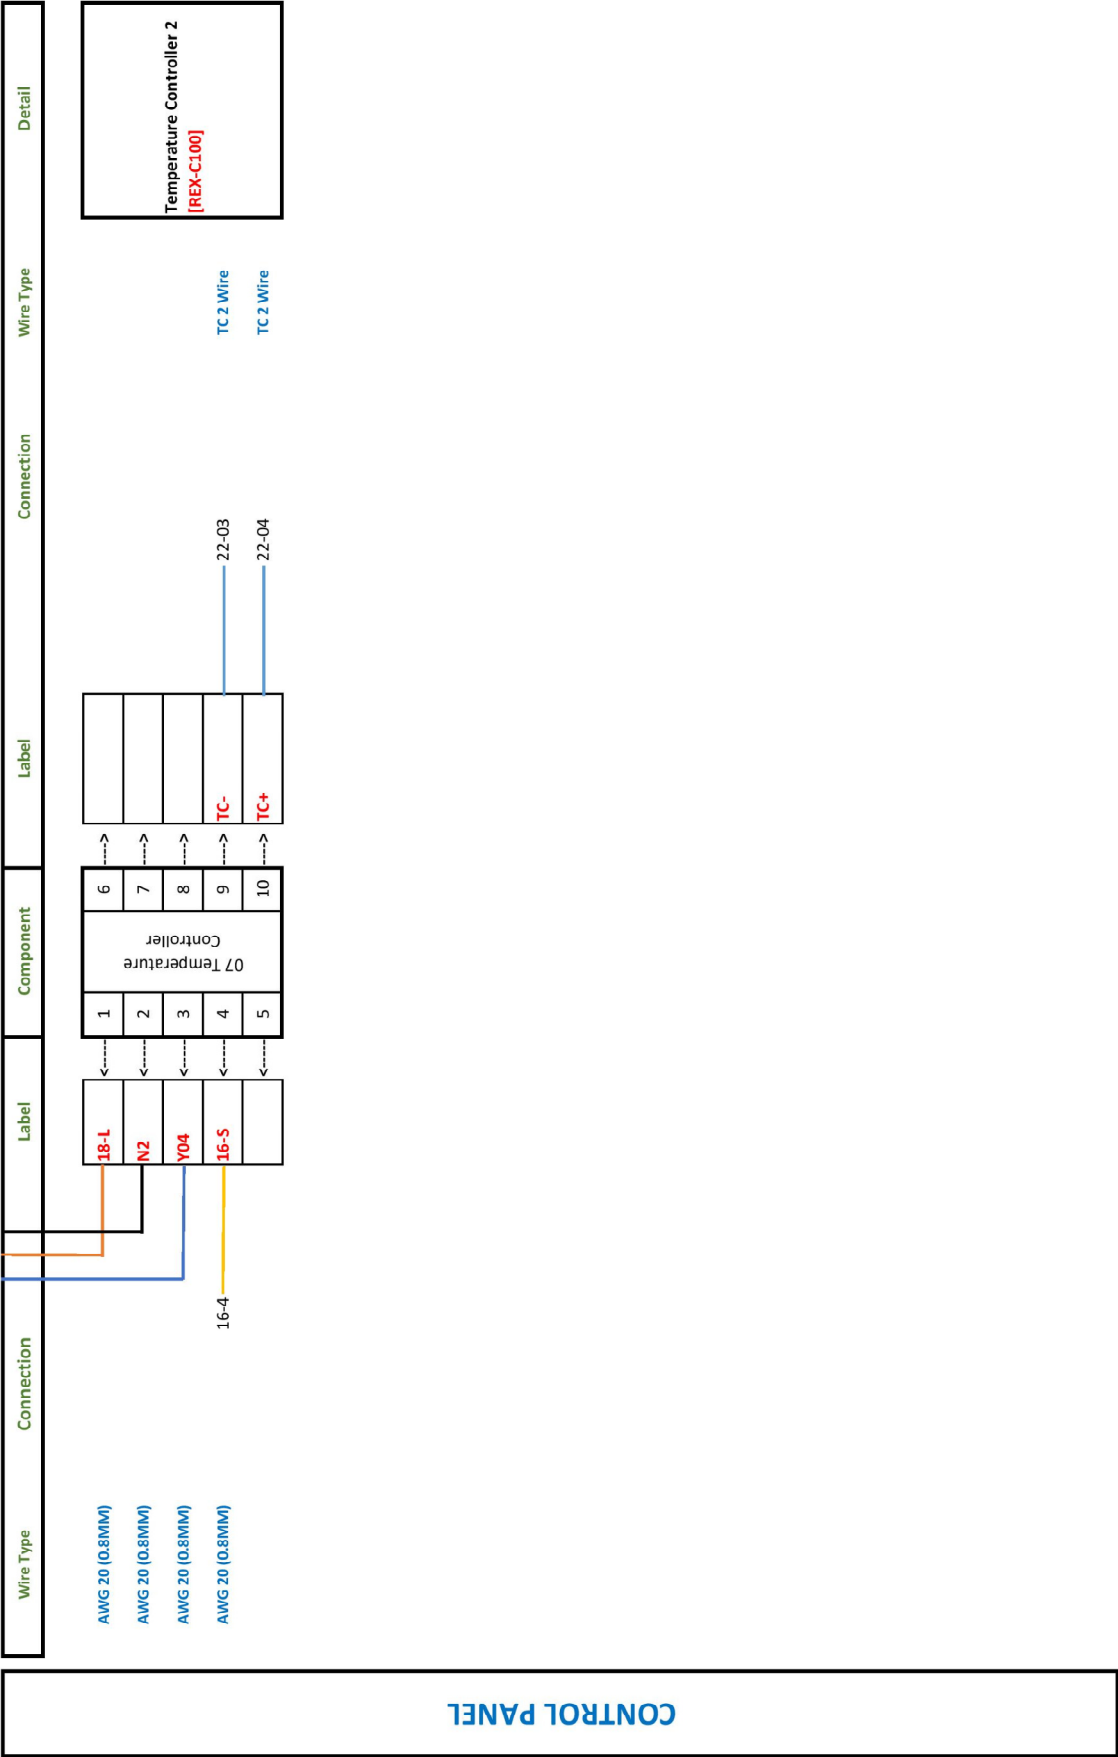 CONTROL PANEL
Wire Type
Connection
Label
Component
Label
Connection
Wire Type
Detail
AWG 20 (0.8MM)
18-L
1
6
AWG 20 (0.8MM)
N2
2
7
AWG 20 (0.8MM)
Y04
3
8
AWG 20 (0.8MM)
16-4
16-S
4
9
TC-
22-03
TC 2 Wire
5
10
TC+
22-04
TC 2 Wire
07 Temperature
Controller
Temperature Controller 2
[REX-C100]